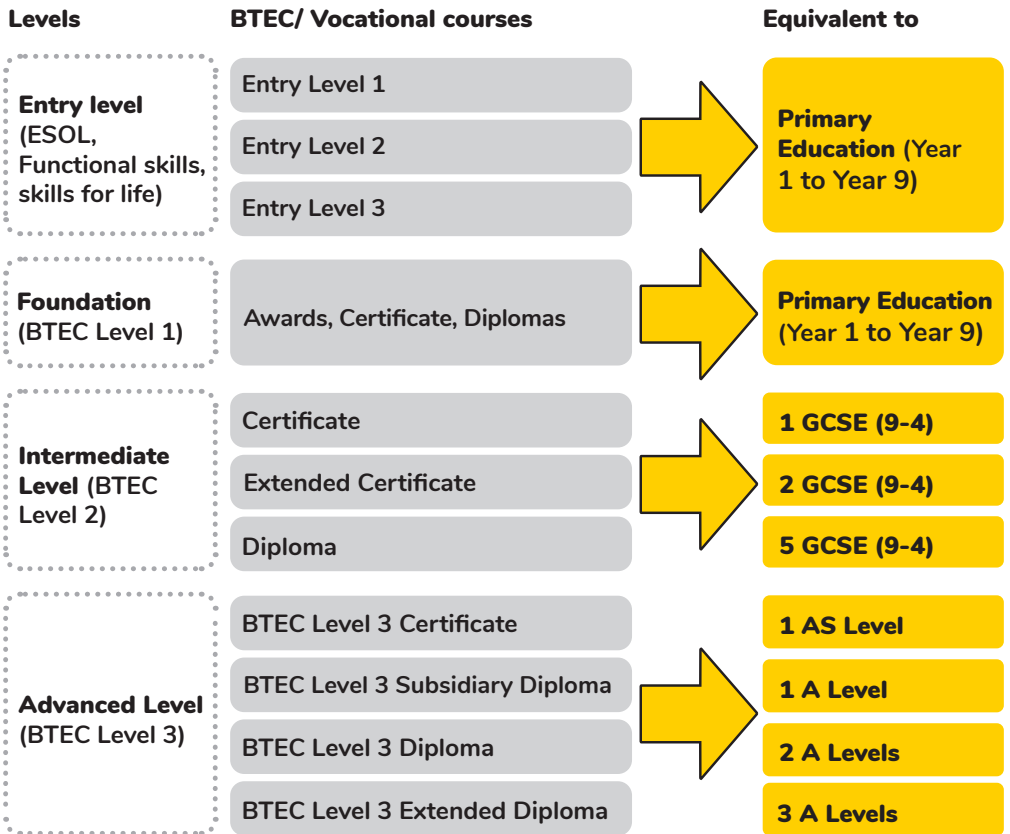 Levels
BTEC/ Vocational courses
Equivalent to
Entry level
(ESOL,
Functional skills,
skills for life)
Entry Level 1
Entry Level 2
Entry Level 3
Primary
Education (Year
1 to Year 9)
Foundation
(BTEC Level 1)
Awards, Certificate, Diplomas
Primary Education
(Year 1 to Year 9)
Intermediate
Level (BTEC
Level 2)
Certificate
Extended Certificate
Diploma
1 GCSE (9-4)
2 GCSE (9-4)
5 GCSE (9-4)
Advanced Level
(BTEC Level 3)
BTEC Level 3 Certificate
BTEC Level 3 Subsidiary Diploma
BTEC Level 3 Diploma
BTEC Level 3 Extended Diploma
1 AS Level
1 A Level
2 A Levels
3 A Levels